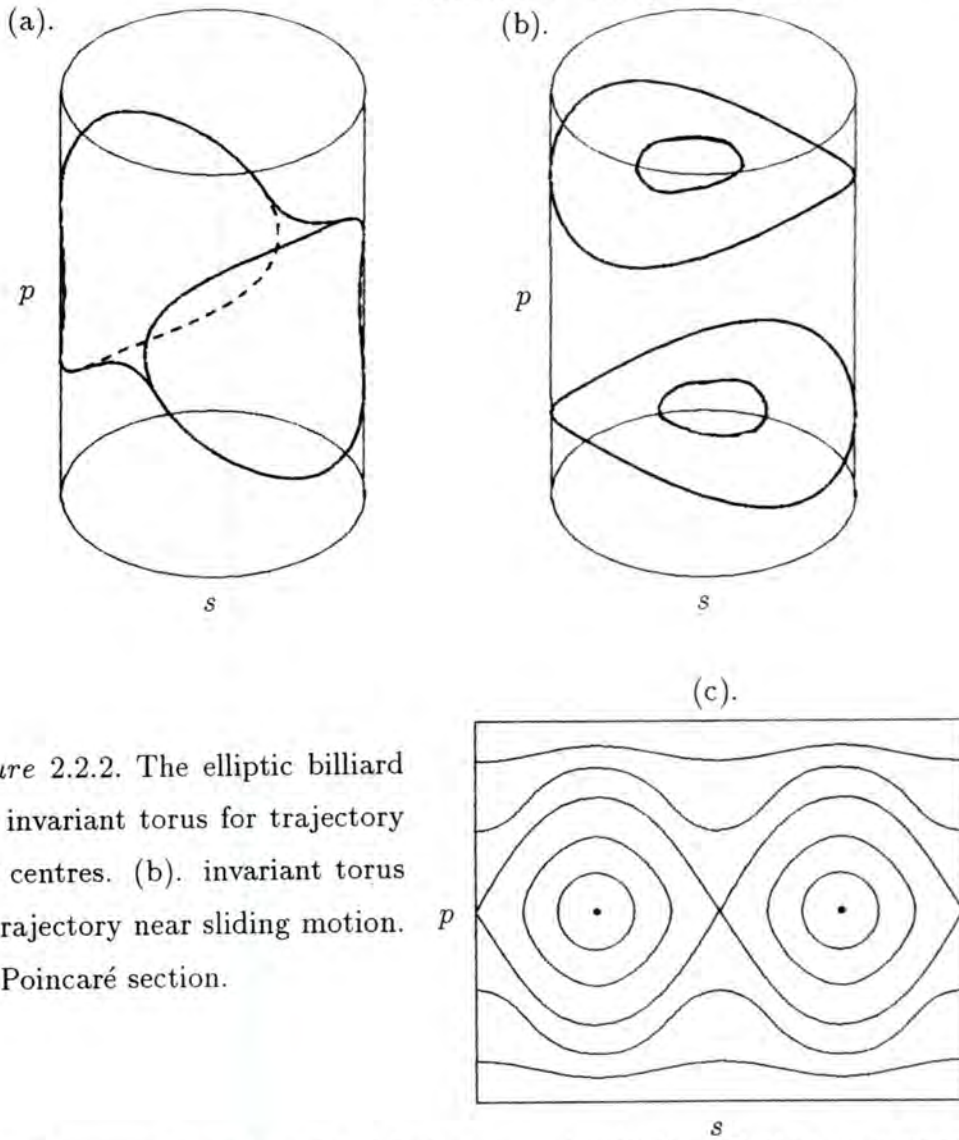 (a).
(b).
p
p
s
s
(c).
ure 2.2.2. The elliptic billiard
invariant torus for trajectory
centres. (b). invariant torus
rajectory near sliding motion.
Poincaré section.
p
s